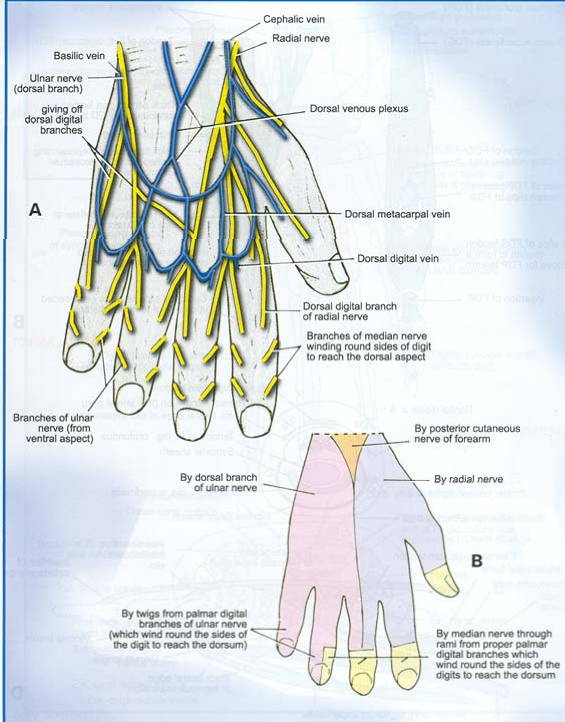 Cephalic vein
Radial nerve
Basilic vein
Ulnar nerve
(dorsal branch)
giving off
dorsal digital
branches
Dorsal venous plexus
A
Dorsal metacarpal vein
Dorsal digital vein
Dorsal digital branch
of radial nerve
Branches of median nerve
winding round sides of digit
to reach the dorsal aspect
Branches of ulnar
nerve (from
ventral aspect)
By posterior cutaneous
nerve of forearm
By dorsal branch
of ulnar nerve
By radial nerve
B
By twigs from palmar digital
branches of ulnar nerve
(which wind round the sides of
the digit to reach the dorsum)
By median nerve through
rami from proper palmar
digital branches which
wind round the sides of the
digits to reach the dorsum